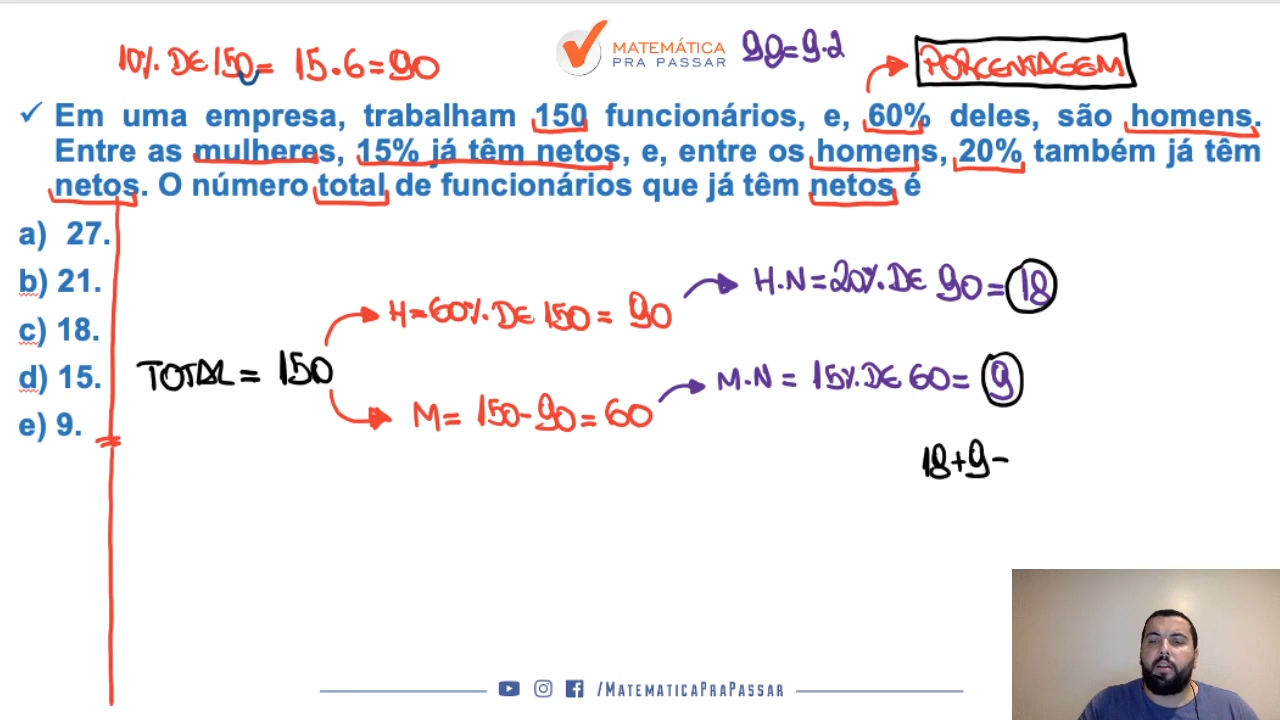 10% DE 150 = 15·6 = 90
MATEMÁTICA
PRA PASSAR
90 = 9·2
PORCENTAGEM
✓ Em uma empresa, trabalham 150 funcionários, e, 60% deles, são homens.
Entre as mulheres, 15% já têm netos, e, entre os homens, 20% também já têm
netos. O número total de funcionários que já têm netos é
a) 27.
b) 21.
c) 18.
d) 15.
e) 9.
H.N = 20% DE 90 = 18
H = 60% DE 150 = 90
TOTAL = 150
M.N = 15% DE 60 = 9
M = 150 - 90 = 60
18+9-
/MatematicaPraPassar